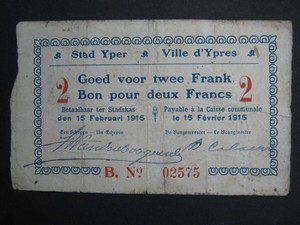 Stad Yper Ville d'Ypres
2 Goed voor twee Frank. 2
Bon pour deux Francs
Betaalbaar ter Stadskas Payable à la Caisse communale
den 15 Februari 1915 le 15 Février 1915
B. Nº 02575